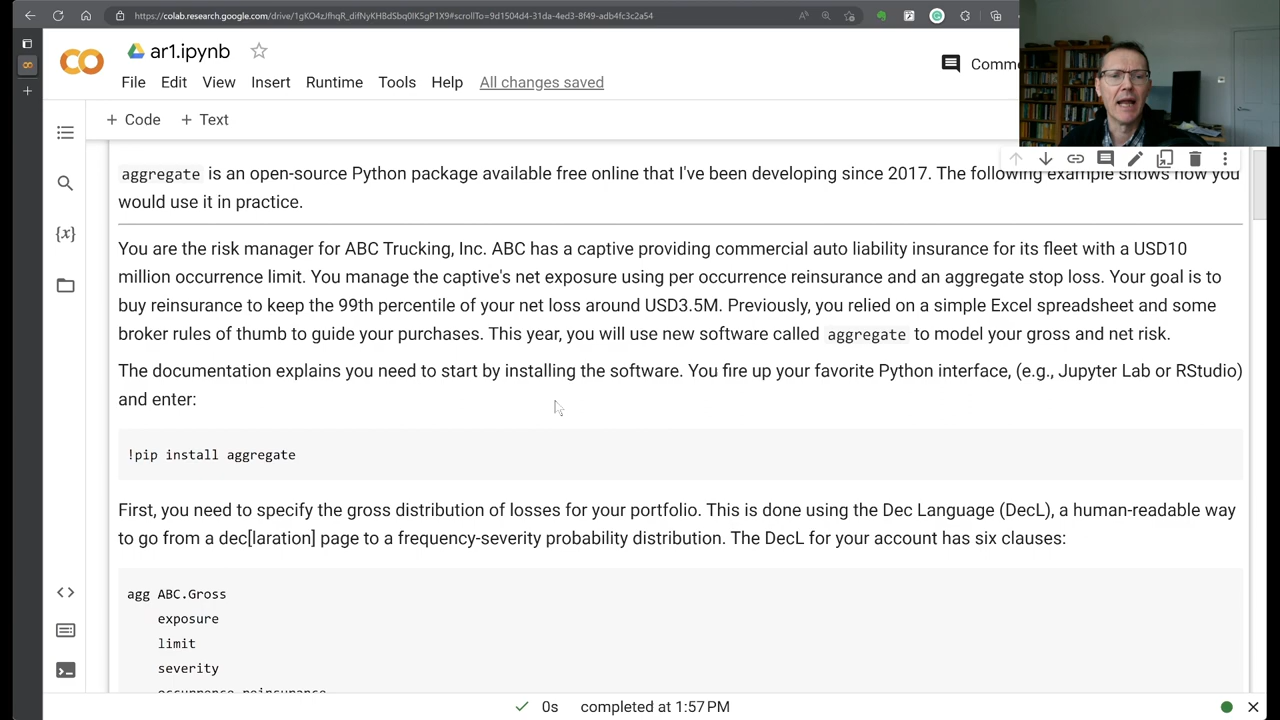 https://colab.research.google.com/drive/1gKO4zJfhqR_difNyKHBdSbq0IKSgP1X9#scrollTo=9d1504d4-31da-4ed3-8f49-adb4fc3c2a54
ar1.ipynb
File Edit View Insert Runtime Tools Help All changes saved
Comme
+ Code + Text
aggregate is an open-source Python package available free online that I've been developing since 2017. The following example shows how you
would use it in practice.
You are the risk manager for ABC Trucking, Inc. ABC has a captive providing commercial auto liability insurance for its fleet with a USD10
million occurrence limit. You manage the captive's net exposure using per occurrence reinsurance and an aggregate stop loss. Your goal is to
buy reinsurance to keep the 99th percentile of your net loss around USD3.5M. Previously, you relied on a simple Excel spreadsheet and some
broker rules of thumb to guide your purchases. This year, you will use new software called aggregate to model your gross and net risk.
The documentation explains you need to start by installing the software. You fire up your favorite Python interface, (e.g., Jupyter Lab or RStudio)
and enter:
!pip install aggregate
First, you need to specify the gross distribution of losses for your portfolio. This is done using the Dec Language (DecL), a human-readable way
to go from a dec[laration] page to a frequency-severity probability distribution. The DecL for your account has six clauses:
agg ABC.Gross
exposure
limit
severity
occurrence reinsurance
0s completed at 1:57 PM